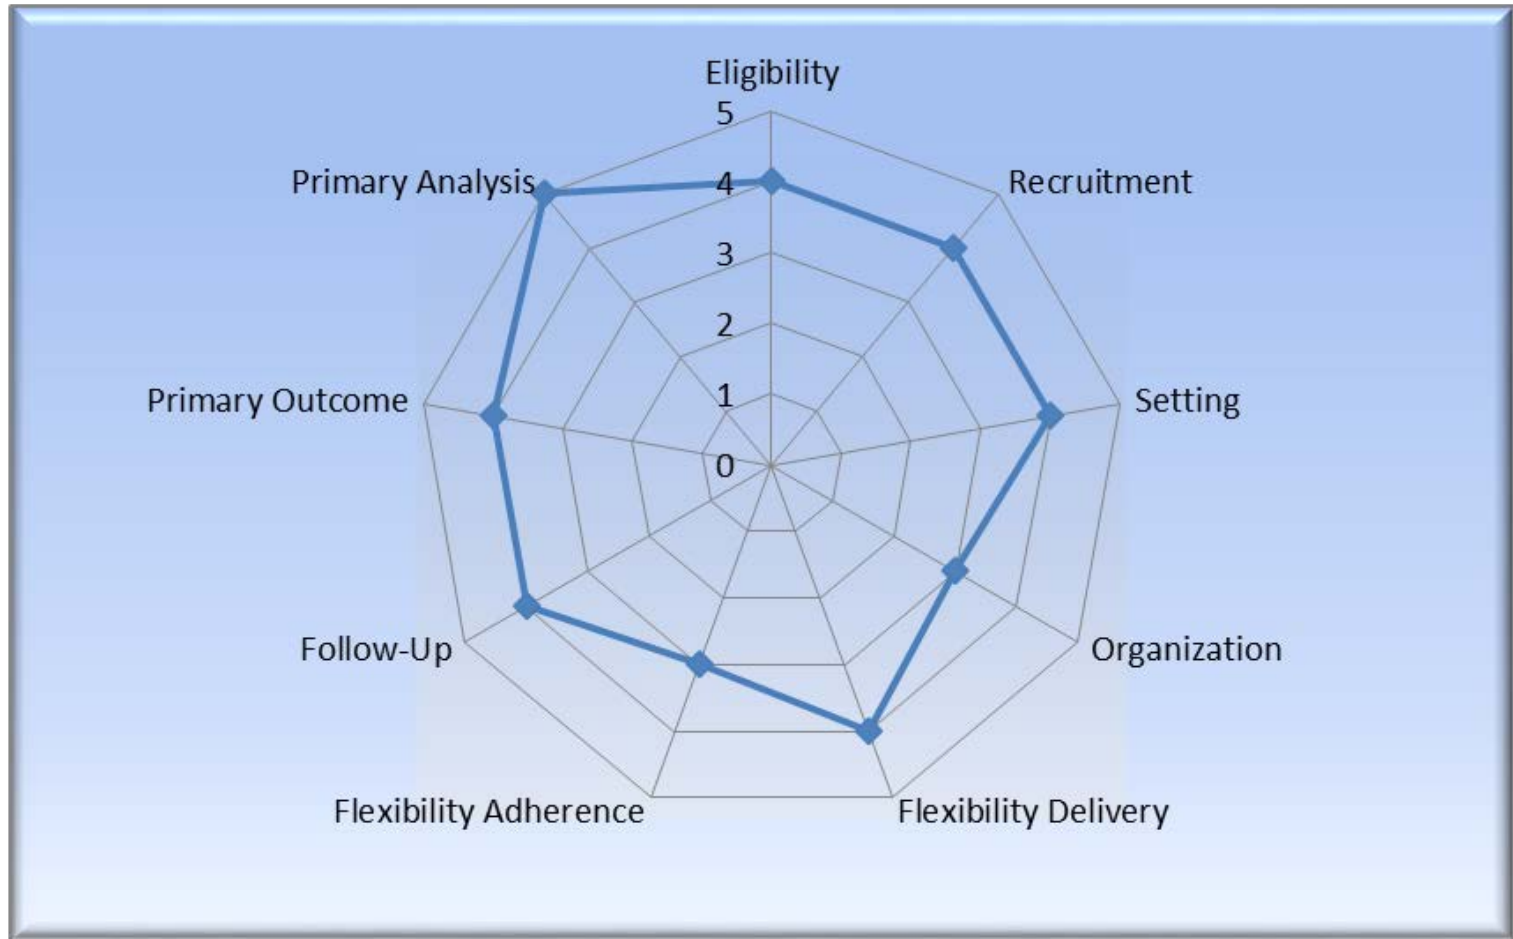 Eligibility
5
Primary Analysis
Recruitment
4
3
2
1
Primary Outcome
Setting
0
Follow-Up
Organization
Flexibility Adherence
Flexibility Delivery